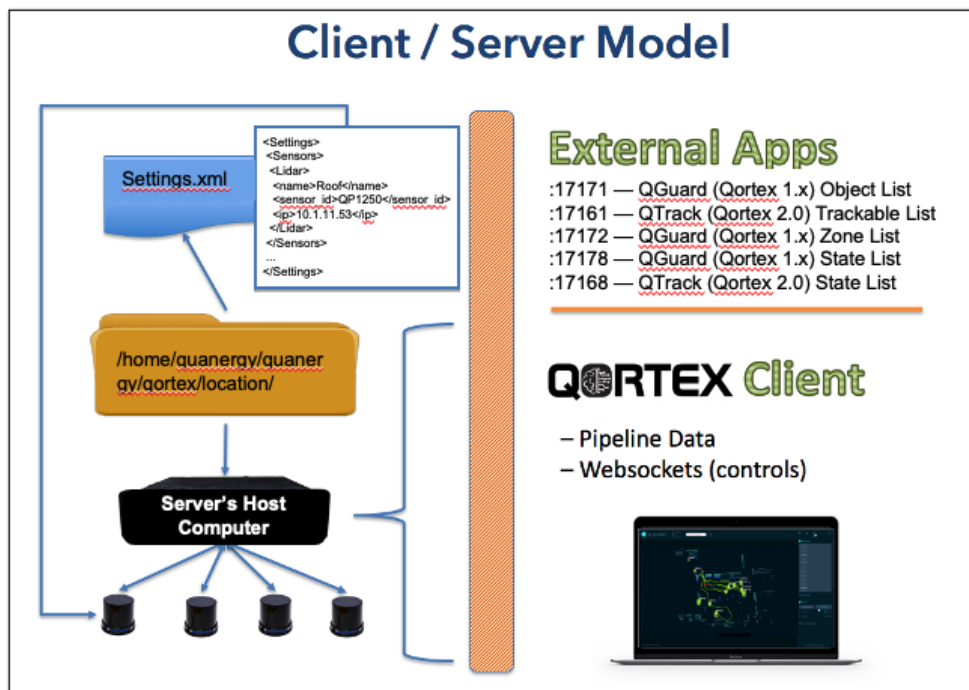 Client / Server Model
Settings.xml
<Settings>
<Sensors>
<Lidar>
<name>Roof</name>
<sensor_id>QP1250</sensor_id>
<ip>10.1.11.53</ip>
</Lidar>
</Sensors>
...
</Settings>
/home/quanergy/quaner
gy/qortex/location/
Server's Host
Computer
External Apps
:17171 — QGuard (Qortex 1.x) Object List
:17161 — QTrack (Qortex 2.0) Trackable List
:17172 — QGuard (Qortex 1.x) Zone List
:17178 — QGuard (Qortex 1.x) State List
:17168 — QTrack (Qortex 2.0) State List
QORTEX Client
– Pipeline Data
– Websockets (controls)